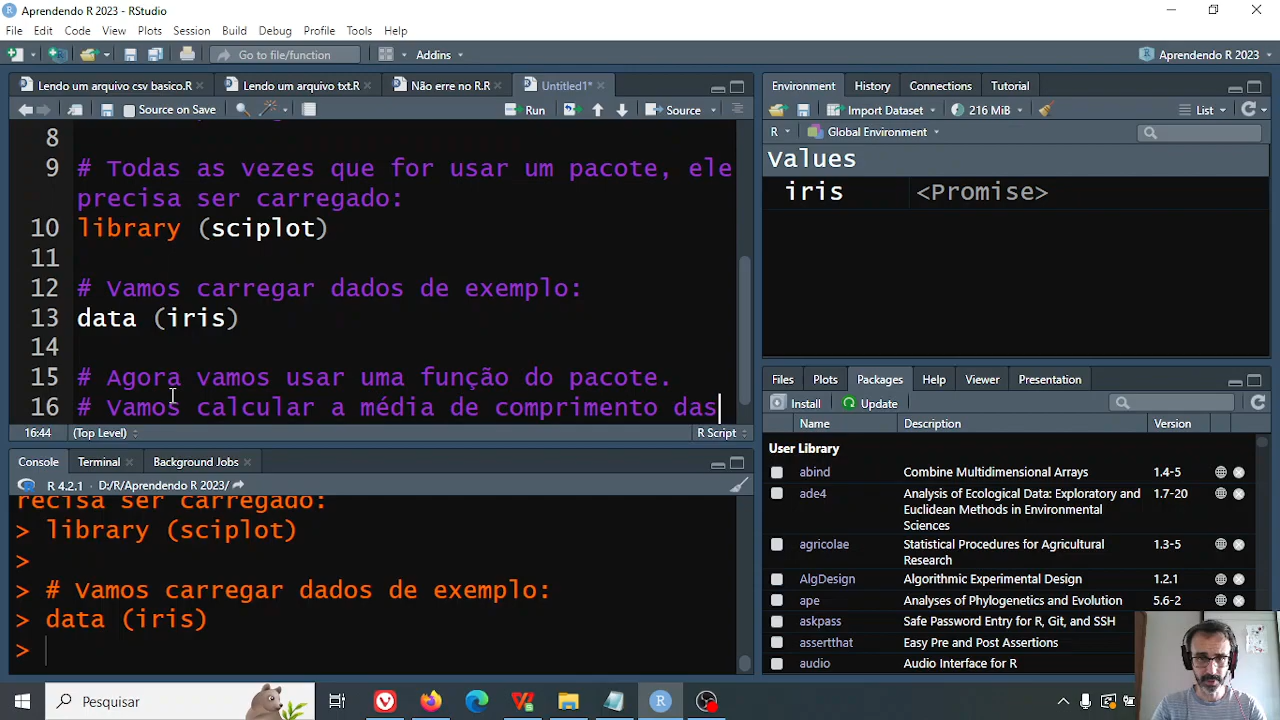 Aprendendo R 2023 - RStudio
File Edit Code View Plots Session Build Debug Profile Tools Help
Go to file/function Addins Aprendendo R 2023
Lendo um arquivo csv basico.R Lendo um arquivo txt.R Não erre no R.R Untitled1*
Source on Save Run Source
8
9 # Todas as vezes que for usar um pacote, ele
precisa ser carregado:
10 library (sciplot)
11
12 # Vamos carregar dados de exemplo:
13 data (iris)
14
15 # Agora vamos usar uma função do pacote.
16 # Vamos calcular a média de comprimento das
16:44 (Top Level) R Script
Console Terminal Background Jobs
R 4.2.1 D:/R/Aprendendo R 2023/
recisa ser carregado:
> library (sciplot)
>
> # Vamos carregar dados de exemplo:
> data (iris)
>
Environment History Connections Tutorial
Import Dataset 216 MiB List
R Global Environment
Values
iris <Promise>
Files Plots Packages Help Viewer Presentation
Install Update
Name Description Version
User Library
abind Combine Multidimensional Arrays 1.4-5
ade4 Analysis of Ecological Data: Exploratory and 1.7-20
Euclidean Methods in Environmental
Sciences
agricolae Statistical Procedures for Agricultural 1.3-5
Research
AlgDesign Algorithmic Experimental Design 1.2.1
ape Analyses of Phylogenetics and Evolution 5.6-2
askpass Safe Password Entry for R, Git, and SSH
assertthat Easy Pre and Post Assertions
audio Audio Interface for R
Pesquisar